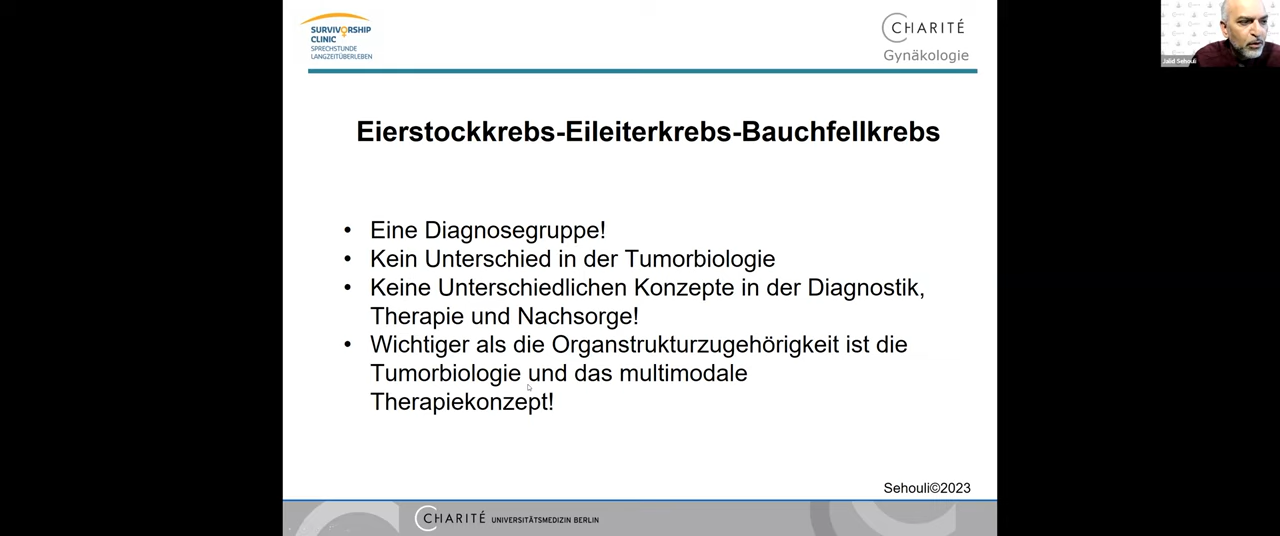 SURVIVORSHIP
CLINIC
SPRECHSTUNDE
LANGZEITÜBERLEBEN
CHARITÉ
Gynäkologie
Jalid Sehouli
Eierstockkrebs-Eileiterkrebs-Bauchfellkrebs
• Eine Diagnosegruppe!
• Kein Unterschied in der Tumorbiologie
• Keine Unterschiedlichen Konzepte in der Diagnostik,
Therapie und Nachsorge!
• Wichtiger als die Organstrukturzugehörigkeit ist die
Tumorbiologie und das multimodale
Therapiekonzept!
Sehouli©2023
CHARITÉ UNIVERSITÄTSMEDIZIN BERLIN